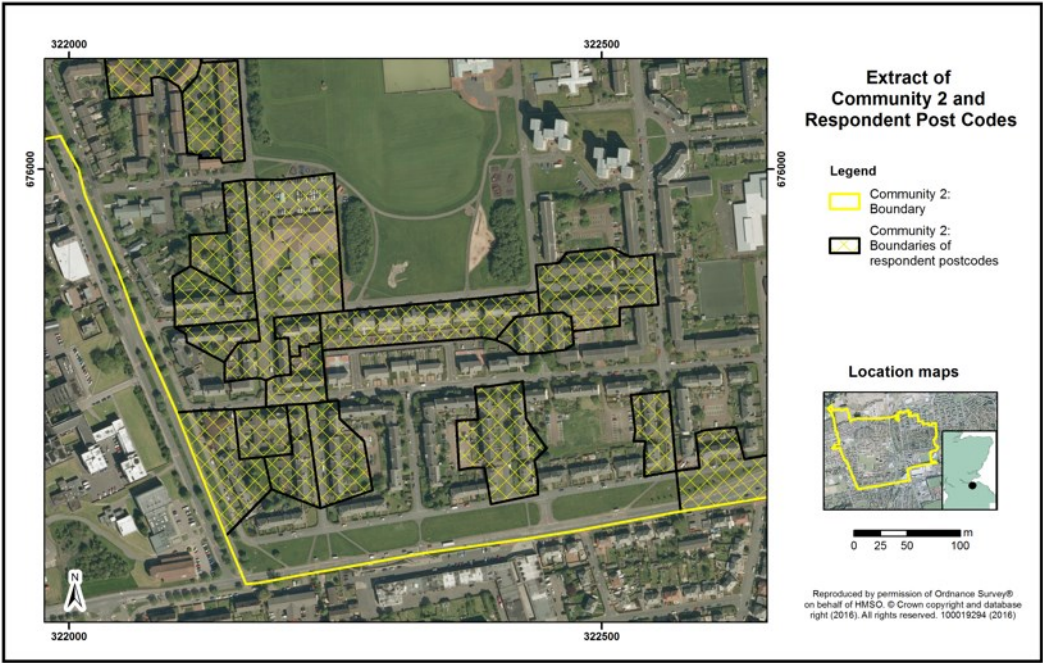 322000
322500
Extract of
Community 2 and
Respondent Post Codes
676000
676000
Legend
Community 2:
Boundary
Community 2:
Boundaries of
respondent postcodes
Location maps
m
0 25 50 100
N
Reproduced by permission of Ordnance Survey®
on behalf of HMSO. © Crown copyright and database
right (2016). All rights reserved. 100019294 (2016)
322000
322500